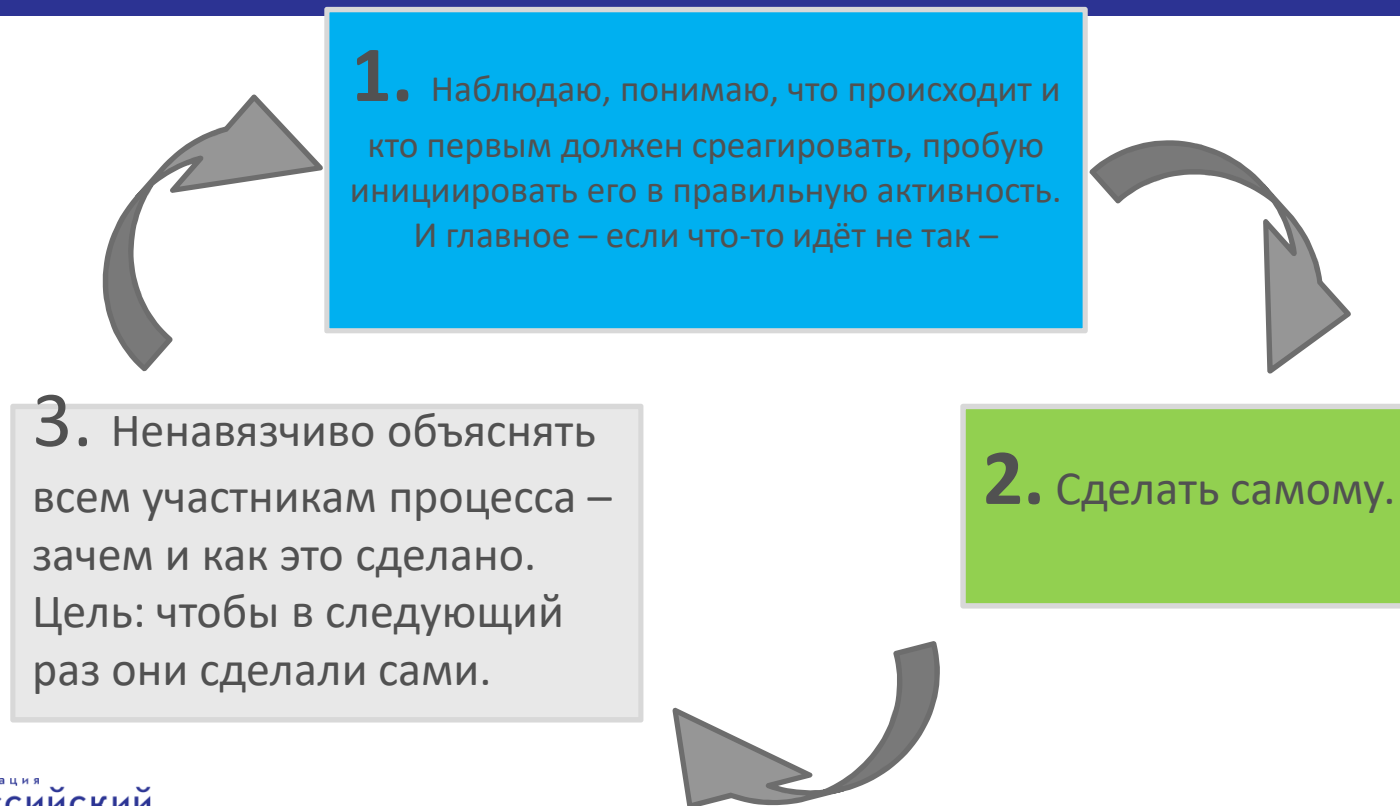 1. Наблюдаю, понимаю, что происходит и
кто первым должен среагировать, пробую
инициировать его в правильную активность.
И главное – если что-то идёт не так –
2. Сделать самому.
3. Ненавязчиво объяснять
всем участникам процесса –
зачем и как это сделано.
Цель: чтобы в следующий
раз они сделали сами.